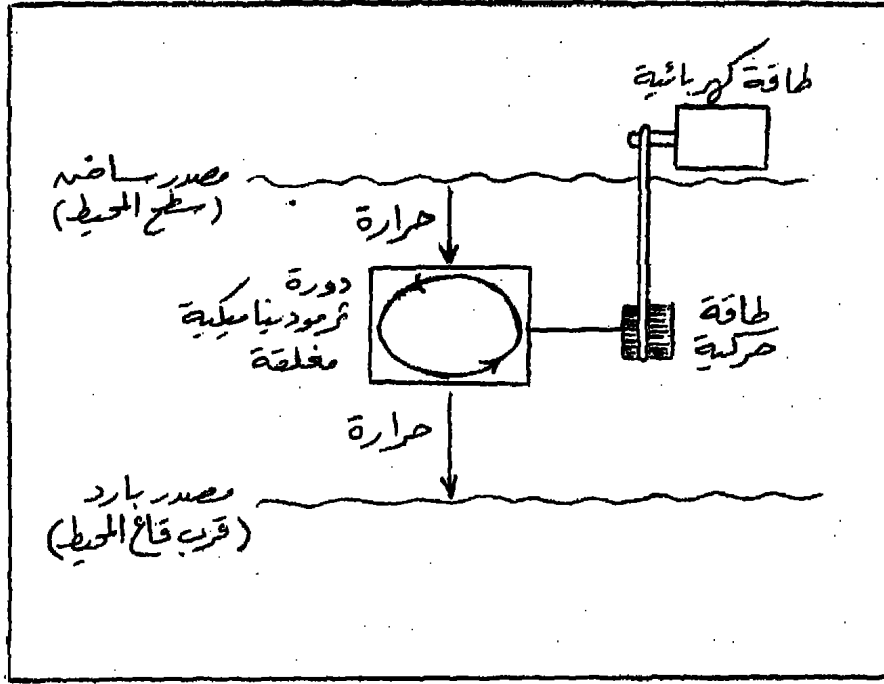 طاقة كهربائية
مصدر ساخن
(سطح المحيط)
حرارة
دورة
ثرموديناميكية
مغلقة
طاقة
حركية
حرارة
مصدر بارد
(قرب قاع المحيط)